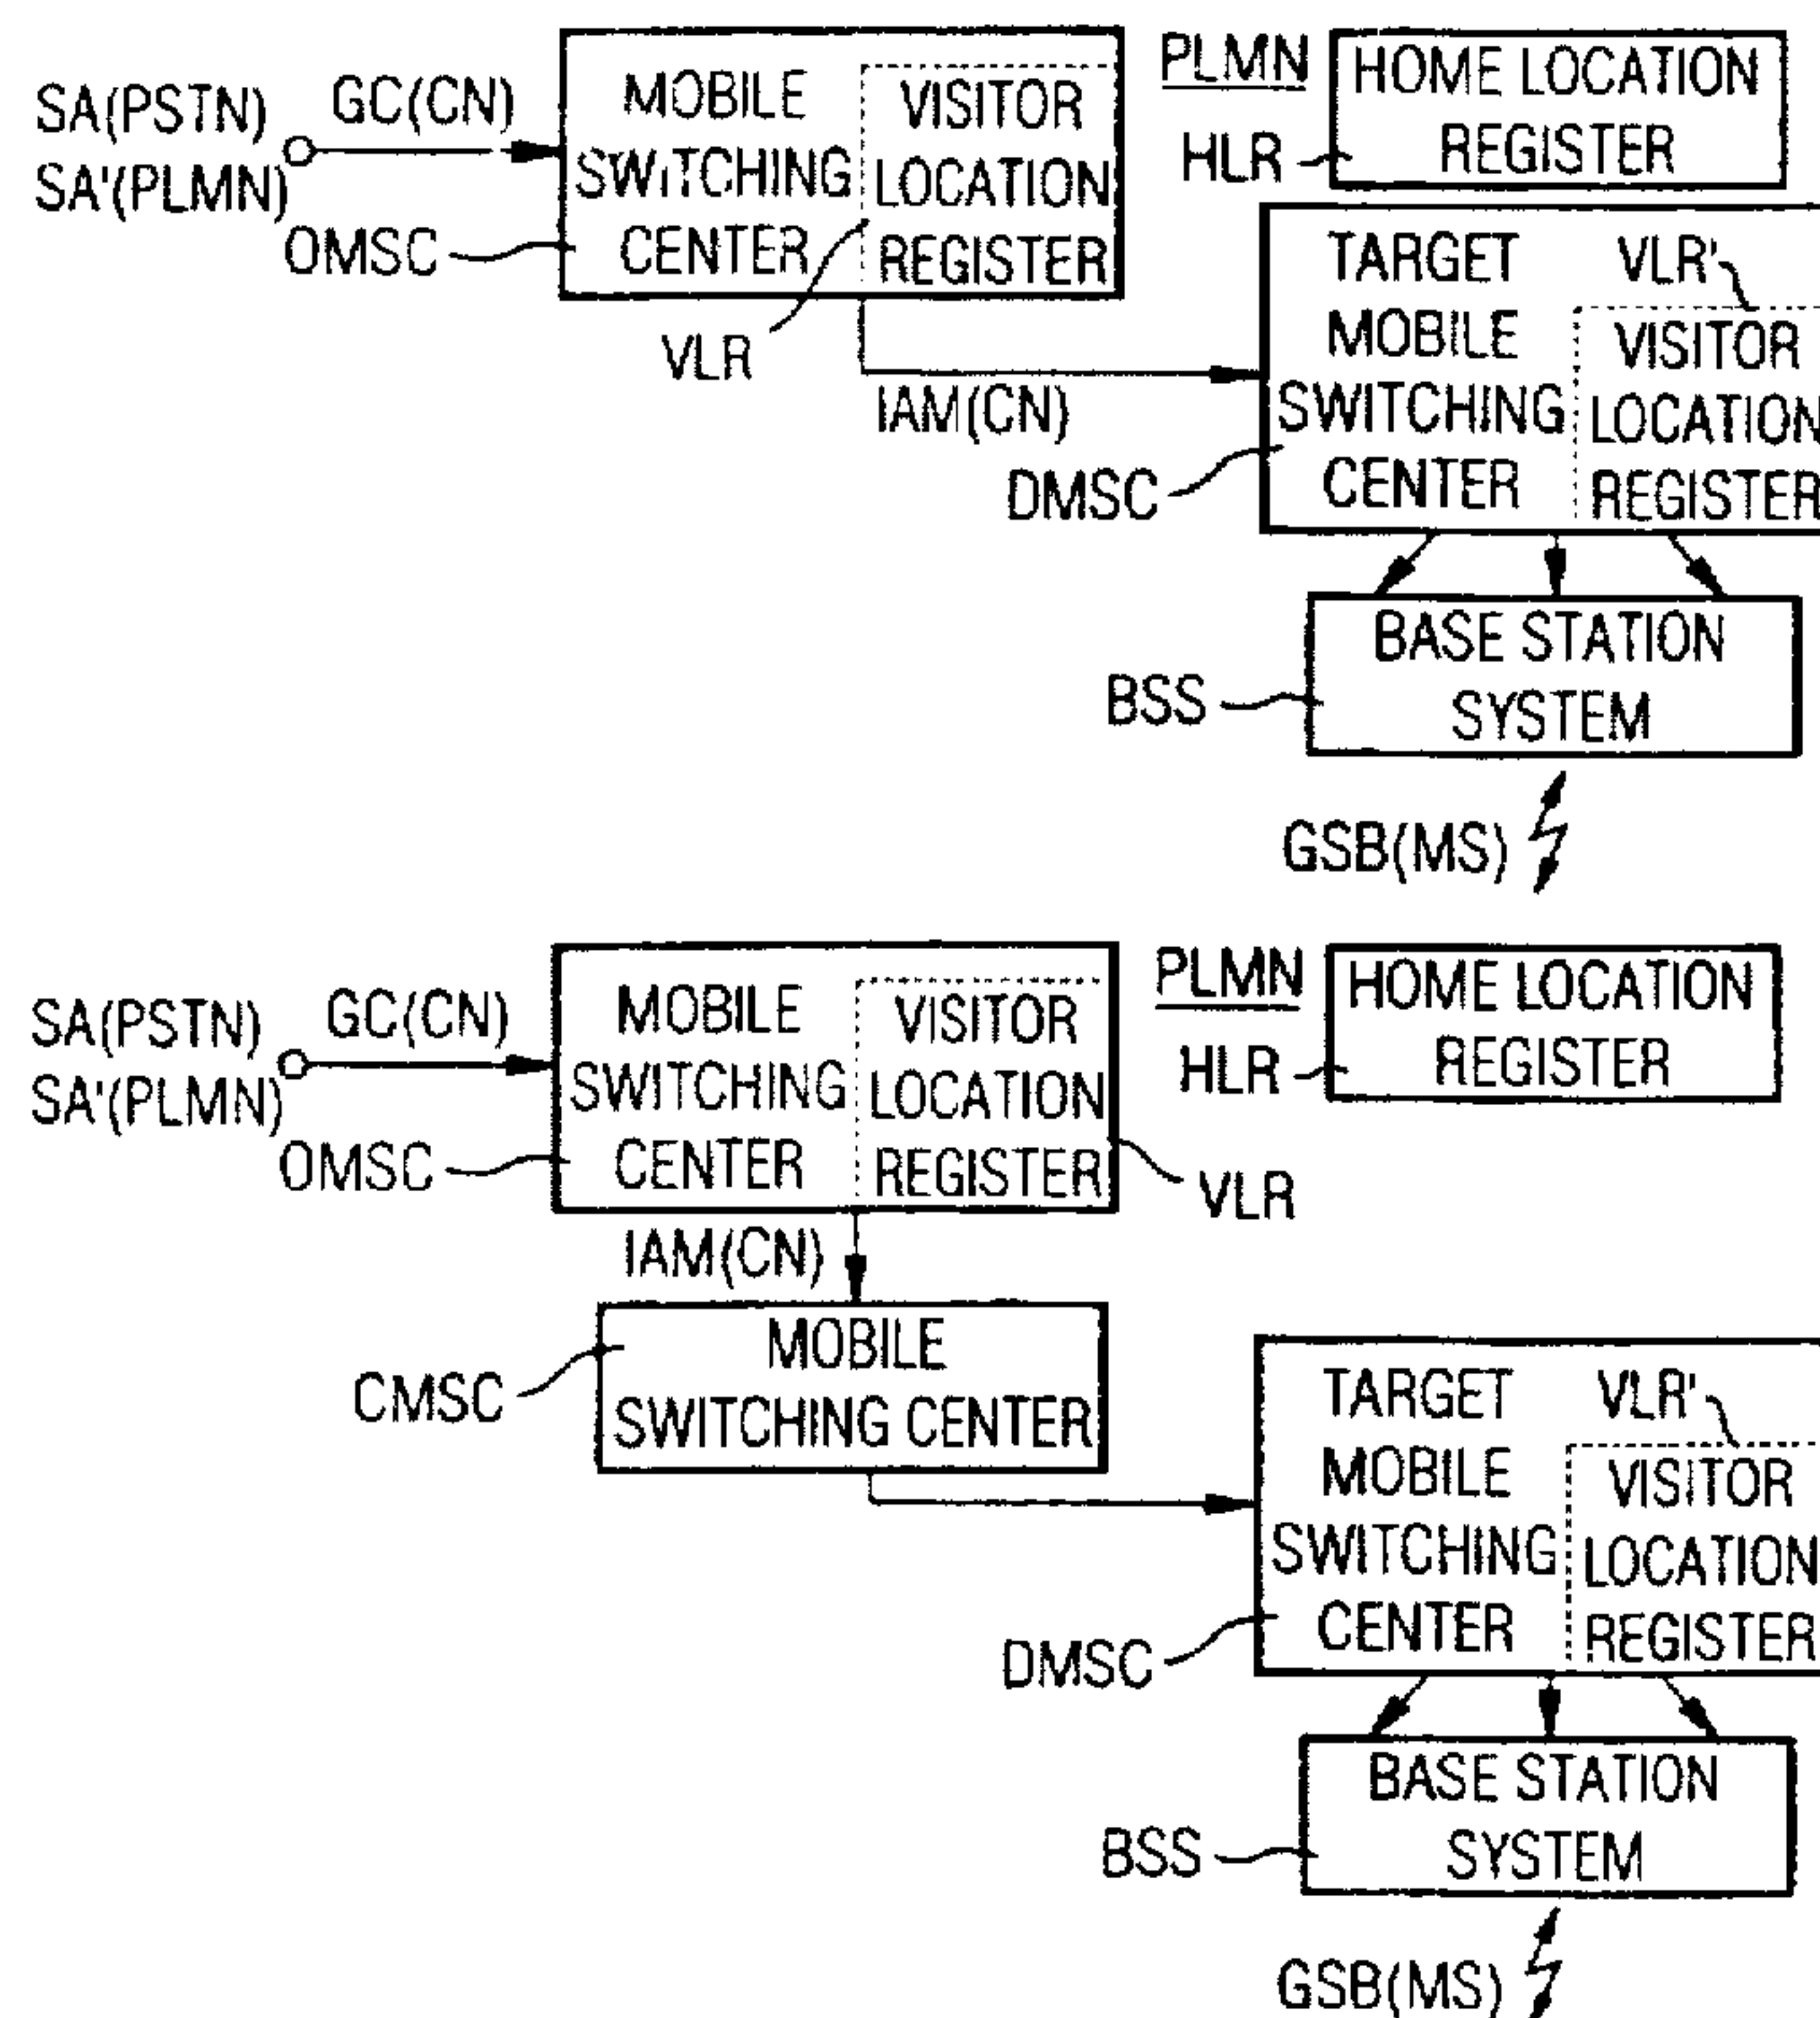 SA(PSTN)
SA'(PLMN)
GC(CN)
OMSC
MOBILE
SWITCHING
CENTER
VISITOR
LOCATION
REGISTER
VLR
PLMN
HLR
HOME LOCATION
REGISTER
IAM(CN)
DMSC
TARGET
MOBILE
SWITCHING
CENTER
VLR'
VISITOR
LOCATION
REGISTER
BSS
BASE STATION
SYSTEM
GSB(MS)
SA(PSTN)
SA'(PLMN)
GC(CN)
OMSC
MOBILE
SWITCHING
CENTER
VISITOR
LOCATION
REGISTER
VLR
PLMN
HLR
HOME LOCATION
REGISTER
IAM(CN)
CMSC
MOBILE
SWITCHING CENTER
DMSC
TARGET
MOBILE
SWITCHING
CENTER
VLR'
VISITOR
LOCATION
REGISTER
BSS
BASE STATION
SYSTEM
GSB(MS)